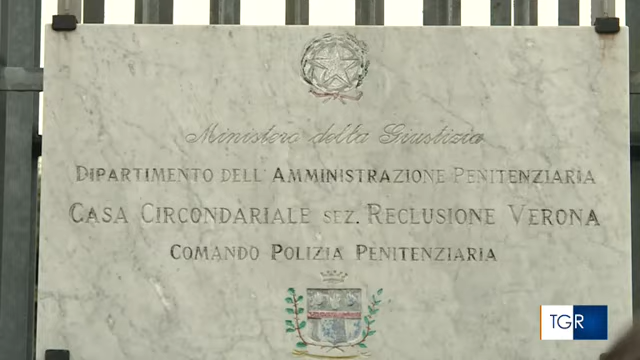 Ministero della Giustizia
DIPARTIMENTO DELL'AMMINISTRAZIONE PENITENZIARIA
CASA CIRCONDARIALE SEZ. RECLUSIONE VERONA
COMANDO POLIZIA PENITENZIARIA
TGR